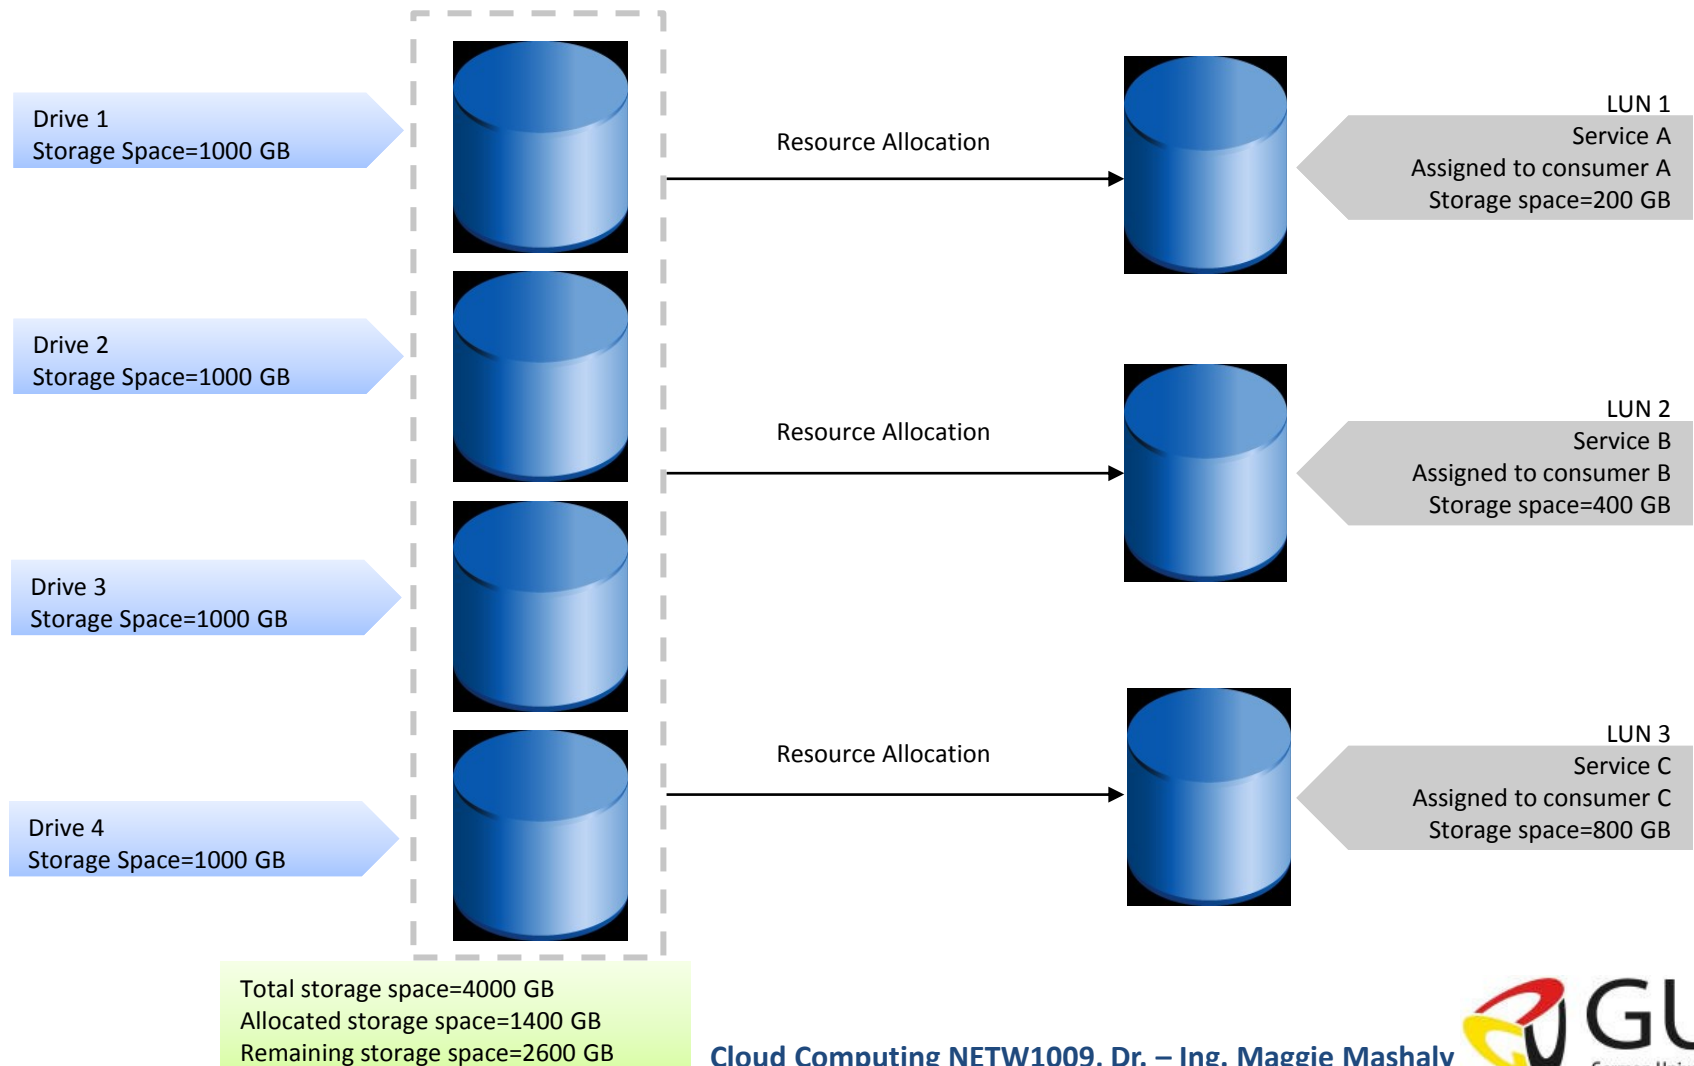 Drive 1
Storage Space=1000 GB
Resource Allocation
LUN 1
Service A
Assigned to consumer A
Storage space=200 GB
Drive 2
Storage Space=1000 GB
Resource Allocation
LUN 2
Service B
Assigned to consumer B
Storage space=400 GB
Drive 3
Storage Space=1000 GB
Resource Allocation
LUN 3
Service C
Assigned to consumer C
Storage space=800 GB
Drive 4
Storage Space=1000 GB
Total storage space=4000 GB
Allocated storage space=1400 GB
Remaining storage space=2600 GB
Cloud Computing NETW1009, Dr. – Ing. Maggie Mashaly